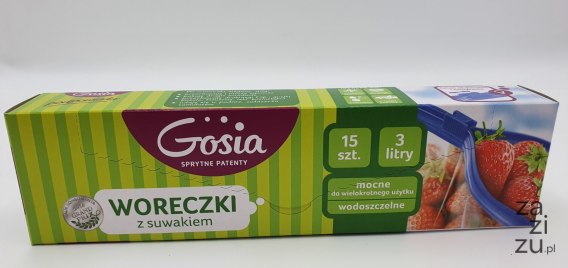 Gosia
SPRYTNE PATENTY
15
szt.
3
litry
WORECZKI
z suwakiem
mocne
do wielokrotnego użytku
wodoszczelne
za
zi
zu.pl